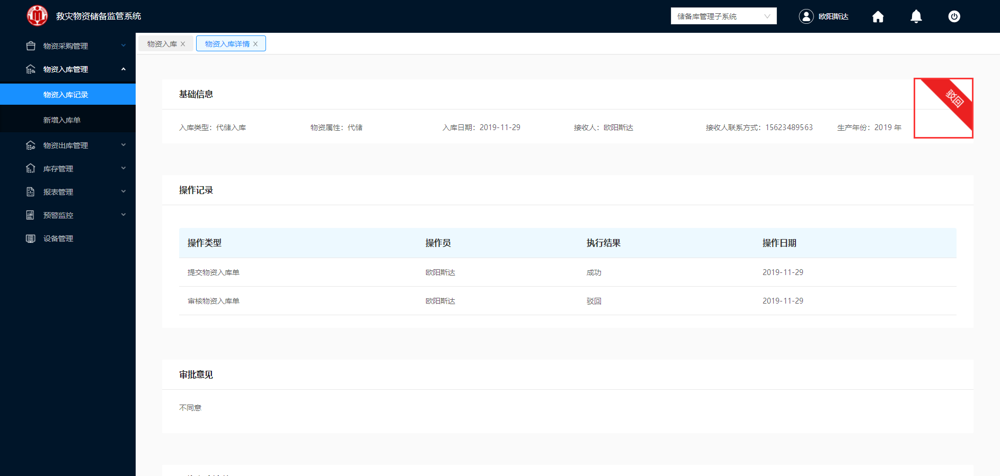 救灾物资储备监管系统
储备库管理子系统
欧阳斯达
物资采购管理
物资入库管理
物资入库记录
新增入库单
物资出库管理
库存管理
报表管理
预警监控
设备管理
物资入库 物资入库详情
基础信息
驳回
入库类型：代储入库 物资属性：代储 入库日期：2019-11-29 接收人：欧阳斯达 接收人联系方式：15623489563 生产年份：2019 年
操作记录
操作类型 操作员 执行结果 操作日期
提交物资入库单 欧阳斯达 成功 2019-11-29
审核物资入库单 欧阳斯达 驳回 2019-11-29
审批意见
不同意